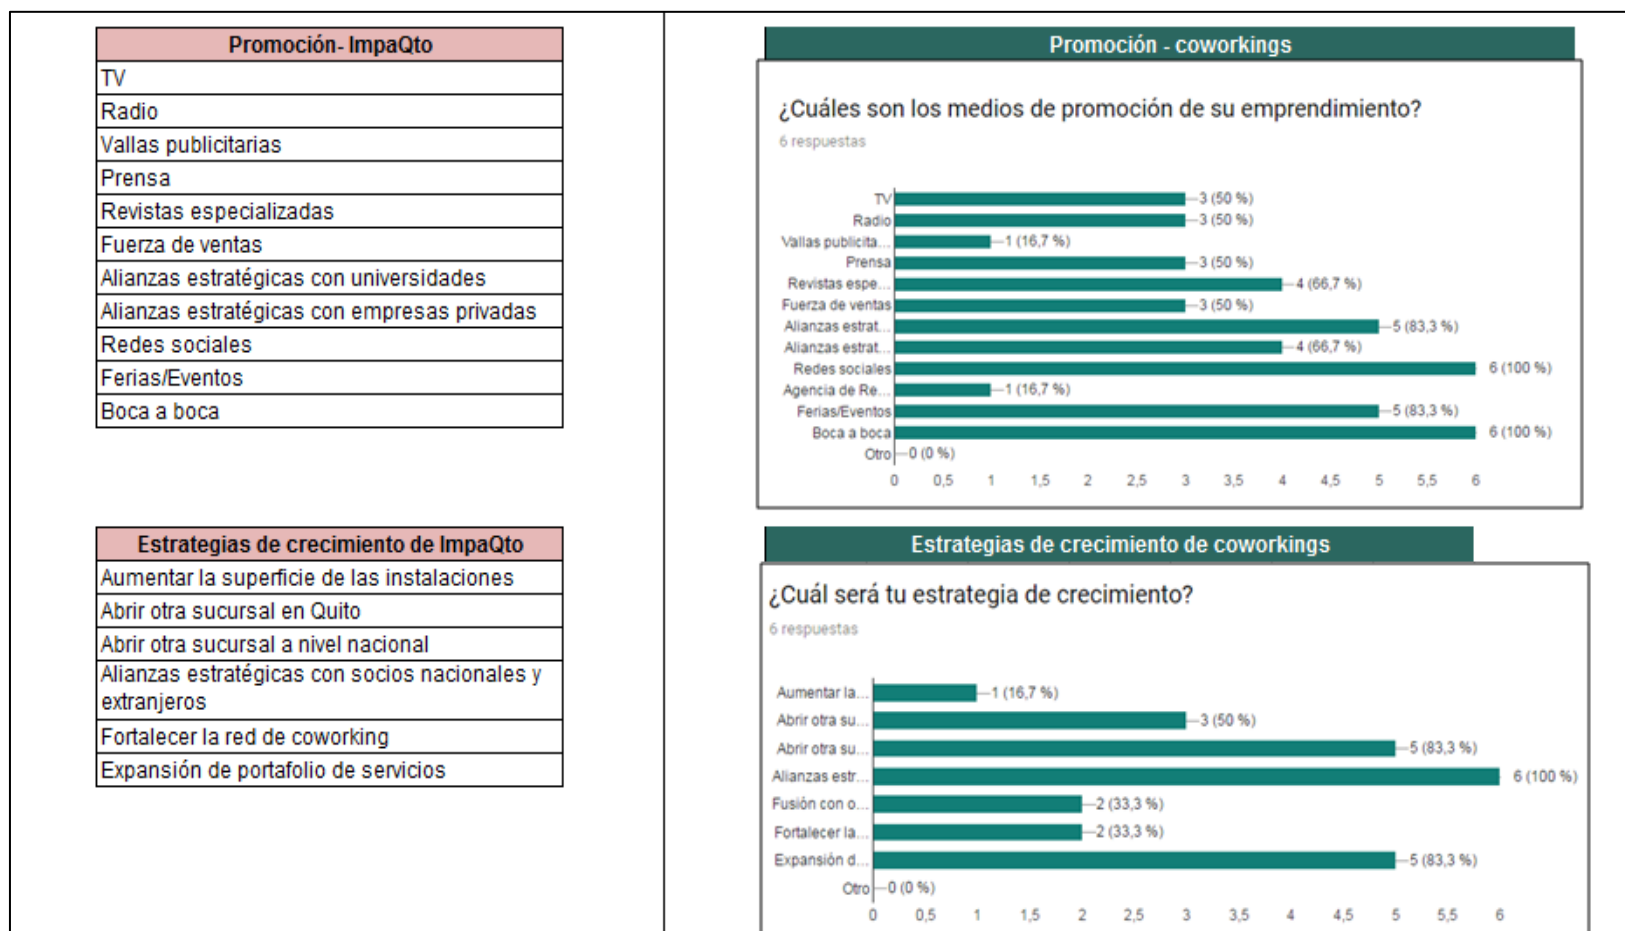 Promoción- ImpaQto
TV
Radio
Vallas publicitarias
Prensa
Revistas especializadas
Fuerza de ventas
Alianzas estratégicas con universidades
Alianzas estratégicas con empresas privadas
Redes sociales
Ferias/Eventos
Boca a boca
Promoción - coworkings
¿Cuáles son los medios de promoción de su emprendimiento?
6 respuestas
TV 3 (50 %)
Radio 3 (50 %)
Vallas publicita... 1 (16,7 %)
Prensa 3 (50 %)
Revistas espe... 4 (66,7 %)
Fuerza de ventas 3 (50 %)
Alianzas estrat... 5 (83,3 %)
Alianzas estrat... 4 (66,7 %)
Redes sociales 6 (100 %)
Agencia de Re... 1 (16,7 %)
Ferias/Eventos 5 (83,3 %)
Boca a boca 6 (100 %)
Otro 0 (0 %)
0 0,5 1 1,5 2 2,5 3 3,5 4 4,5 5 5,5 6
Estrategias de crecimiento de ImpaQto
Aumentar la superficie de las instalaciones
Abrir otra sucursal en Quito
Abrir otra sucursal a nivel nacional
Alianzas estratégicas con socios nacionales y
extranjeros
Fortalecer la red de coworking
Expansión de portafolio de servicios
Estrategias de crecimiento de coworkings
¿Cuál será tu estrategia de crecimiento?
6 respuestas
Aumentar la... 1 (16,7 %)
Abrir otra su... 3 (50 %)
Abrir otra su... 5 (83,3 %)
Alianzas estr... 6 (100 %)
Fusión con o... 2 (33,3 %)
Fortalecer la... 2 (33,3 %)
Expansión d... 5 (83,3 %)
Otro 0 (0 %)
0 0,5 1 1,5 2 2,5 3 3,5 4 4,5 5 5,5 6